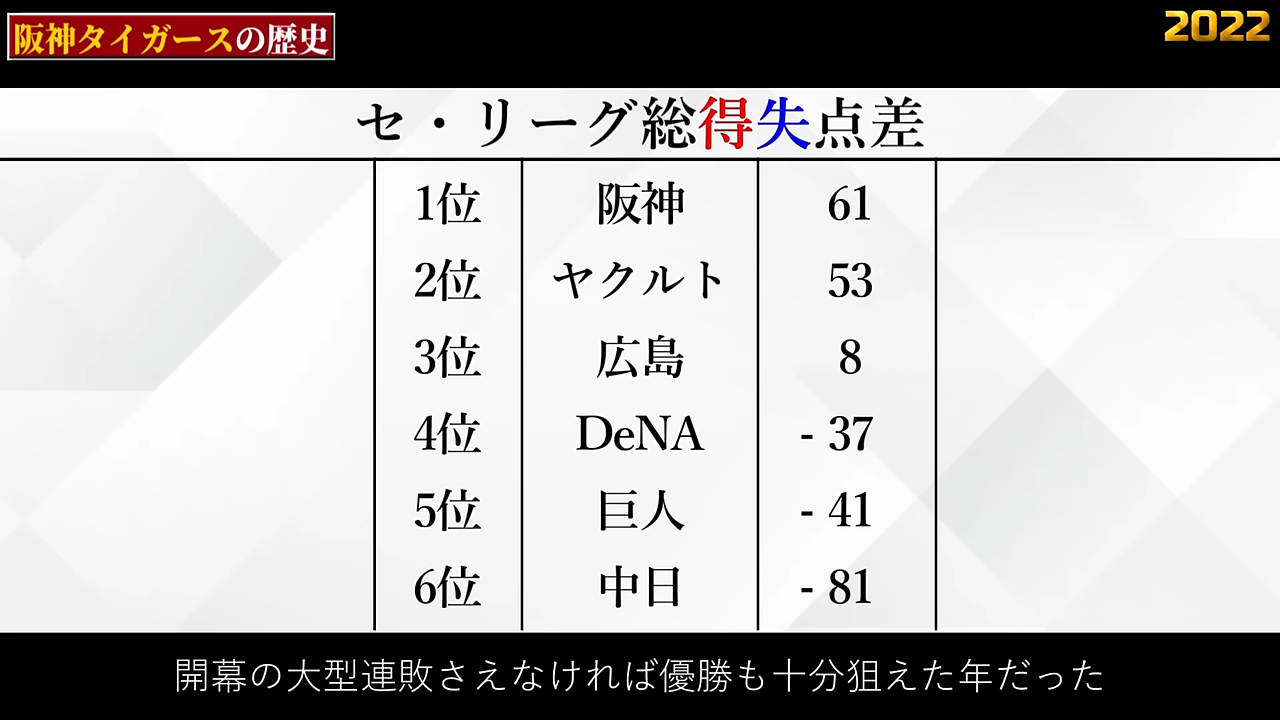 阪神タイガースの歴史
2022
セ・リーグ総得失点差
1位 阪神 61
2位 ヤクルト 53
3位 広島 8
4位 DeNA - 37
5位 巨人 - 41
6位 中日 - 81
開幕の大型連敗さえなければ優勝も十分狙えた年だった